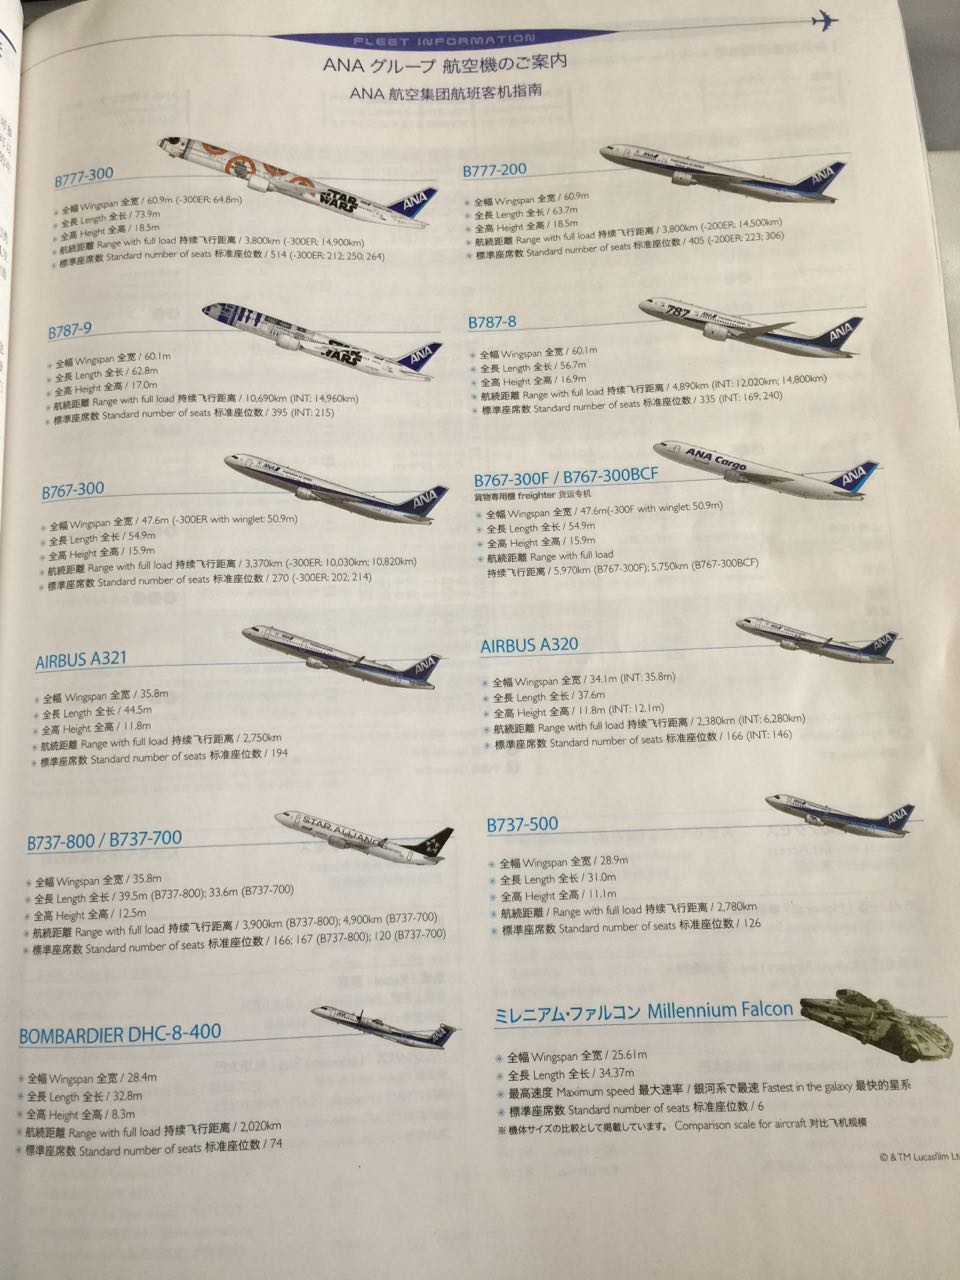 FLEET INFORMATION
ANA グループ 航空機のご案内
ANA 航空集团航班客机指南
B777-300
STAR WARS
ANA
* 全幅 Wingspan 全宽 / 60.9m (-300ER: 64.8m)
* 全長 Length 全长 / 73.9m
* 全高 Height 全高 / 18.5m
* 航続距離 Range with full load 持续飞行距离 / 3,800km (-300ER: 14,900km)
* 標準座席数 Standard number of seats 标准座位数 / 514 (-300ER: 212; 250; 264)
B777-200
ANA
* 全幅 Wingspan 全宽 / 60.9m
* 全長 Length 全长 / 63.7m
* 全高 Height 全高 / 18.5m
* 航続距離 Range with full load 持续飞行距离 / 3,800km (-200ER: 14,500km)
* 標準座席数 Standard number of seats 标准座位数 / 405 (-200ER: 223; 306)
B787-9
STAR WARS
ANA
* 全幅 Wingspan 全宽 / 60.1m
* 全長 Length 全长 / 62.8m
* 全高 Height 全高 / 17.0m
* 航続距離 Range with full load 持续飞行距离 / 10,690km (INT: 14,960km)
* 標準座席数 Standard number of seats 标准座位数 / 395 (INT: 215)
B787-8
787
ANA
* 全幅 Wingspan 全宽 / 60.1m
* 全長 Length 全长 / 56.7m
* 全高 Height 全高 / 16.9m
* 航続距離 Range with full load 持续飞行距离 / 4,890km (INT: 12,020km; 14,800km)
* 標準座席数 Standard number of seats 标准座位数 / 335 (INT: 169; 240)
B767-300
ANA
ANA
* 全幅 Wingspan 全宽 / 47.6m (-300ER with winglet: 50.9m)
* 全長 Length 全长 / 54.9m
* 全高 Height 全高 / 15.9m
* 航続距離 Range with full load 持续飞行距离 / 3,370km (-300ER: 10,030km; 10,820km)
* 標準座席数 Standard number of seats 标准座位数 / 270 (-300ER: 202; 214)
B767-300F / B767-300BCF
ANA Cargo
ANA
貨物専用機 freighter 货运专机
* 全幅 Wingspan 全宽 / 47.6m(-300F with winglet: 50.9m)
* 全長 Length 全长 / 54.9m
* 全高 Height 全高 / 15.9m
* 航続距離 Range with full load
持续飞行距离 / 5,970km (B767-300F); 5,750km (B767-300BCF)
AIRBUS A321
ANA
* 全幅 Wingspan 全宽 / 35.8m
* 全長 Length 全长 / 44.5m
* 全高 Height 全高 / 11.8m
* 航続距離 Range with full load 持续飞行距离 / 2,750km
* 標準座席数 Standard number of seats 标准座位数 / 194
AIRBUS A320
ANA
* 全幅 Wingspan 全宽 / 34.1m (INT: 35.8m)
* 全長 Length 全长 / 37.6m
* 全高 Height 全高 / 11.8m (INT: 12.1m)
* 航続距離 Range with full load 持续飞行距离 / 2,380km (INT: 6,280km)
* 標準座席数 Standard number of seats 标准座位数 / 166 (INT: 146)
B737-800 / B737-700
STAR ALLIANCE
* 全幅 Wingspan 全宽 / 35.8m
* 全長 Length 全长 / 39.5m (B737-800); 33.6m (B737-700)
* 全高 Height 全高 / 12.5m
* 航続距離 Range with full load 持续飞行距离 / 3,900km (B737-800); 4,900km (B737-700)
* 標準座席数 Standard number of seats 标准座位数 / 166; 167 (B737-800); 120 (B737-700)
B737-500
ANA
* 全幅 Wingspan 全宽 / 28.9m
* 全長 Length 全长 / 31.0m
* 全高 Height 全高 / 11.1m
* 航続距離 / Range with full load 持续飞行距离 / 2,780km
* 標準座席数 Standard number of seats 标准座位数 / 126
BOMBARDIER DHC-8-400
ANA
* 全幅 Wingspan 全宽 / 28.4m
* 全長 Length 全长 / 32.8m
* 全高 Height 全高 / 8.3m
* 航続距離 Range with full load 持续飞行距离 / 2,020km
* 標準座席数 Standard number of seats 标准座位数 / 74
ミレニアム・ファルコン Millennium Falcon
* 全幅 Wingspan 全宽 / 25.61m
* 全長 Length 全长 / 34.37m
* 最高速度 Maximum speed 最大速率 / 銀河系で最速 Fastest in the galaxy 最快的星系
* 標準座席数 Standard number of seats 标准座位数 / 6
※ 機体サイズの比較として掲載しています。 Comparison scale for aircraft 对比飞机规模
© & TM Lucasfilm